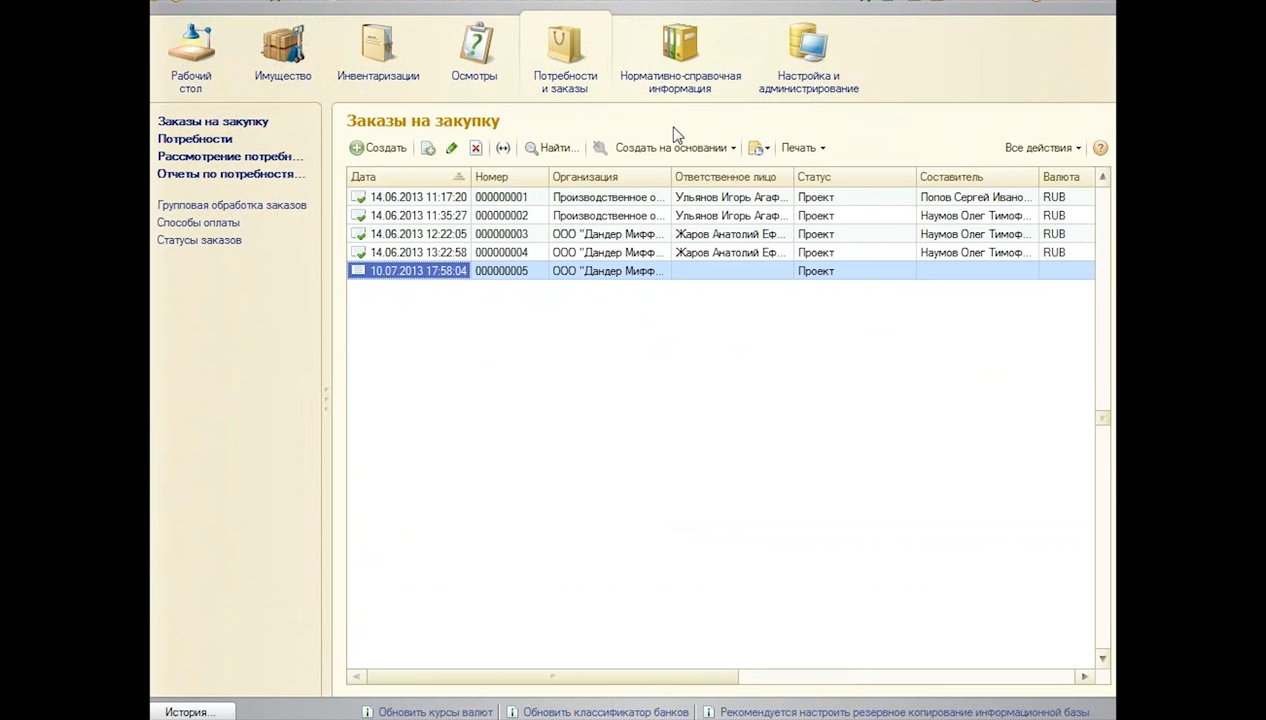 Рабочий стол
Имущество
Инвентаризации
Осмотры
Потребности и заказы
Нормативно-справочная информация
Настройка и администрирование
Заказы на закупку
Потребности
Рассмотрение потребн...
Отчеты по потребностя...
Групповая обработка заказов
Способы оплаты
Статусы заказов
Заказы на закупку
Создать Найти... Создать на основании Печать Все действия
Дата Номер Организация Ответственное лицо Статус Составитель Валюта
14.06.2013 11:17:20 000000001 Производственное о... Ульянов Игорь Агаф... Проект Попов Сергей Ивано... RUB
14.06.2013 11:35:27 000000002 Производственное о... Ульянов Игорь Агаф... Проект Наумов Олег Тимоф... RUB
14.06.2013 12:22:05 000000003 ООО "Дандер Мифф... Жаров Анатолий Еф... Проект Наумов Олег Тимоф... RUB
14.06.2013 13:22:58 000000004 ООО "Дандер Мифф... Жаров Анатолий Еф... Проект Наумов Олег Тимоф... RUB
10.07.2013 17:58:04 000000005 ООО "Дандер Мифф... Проект
История... Обновить курсы валют Обновить классификатор банков Рекомендуется настроить резервное копирование информационной базы